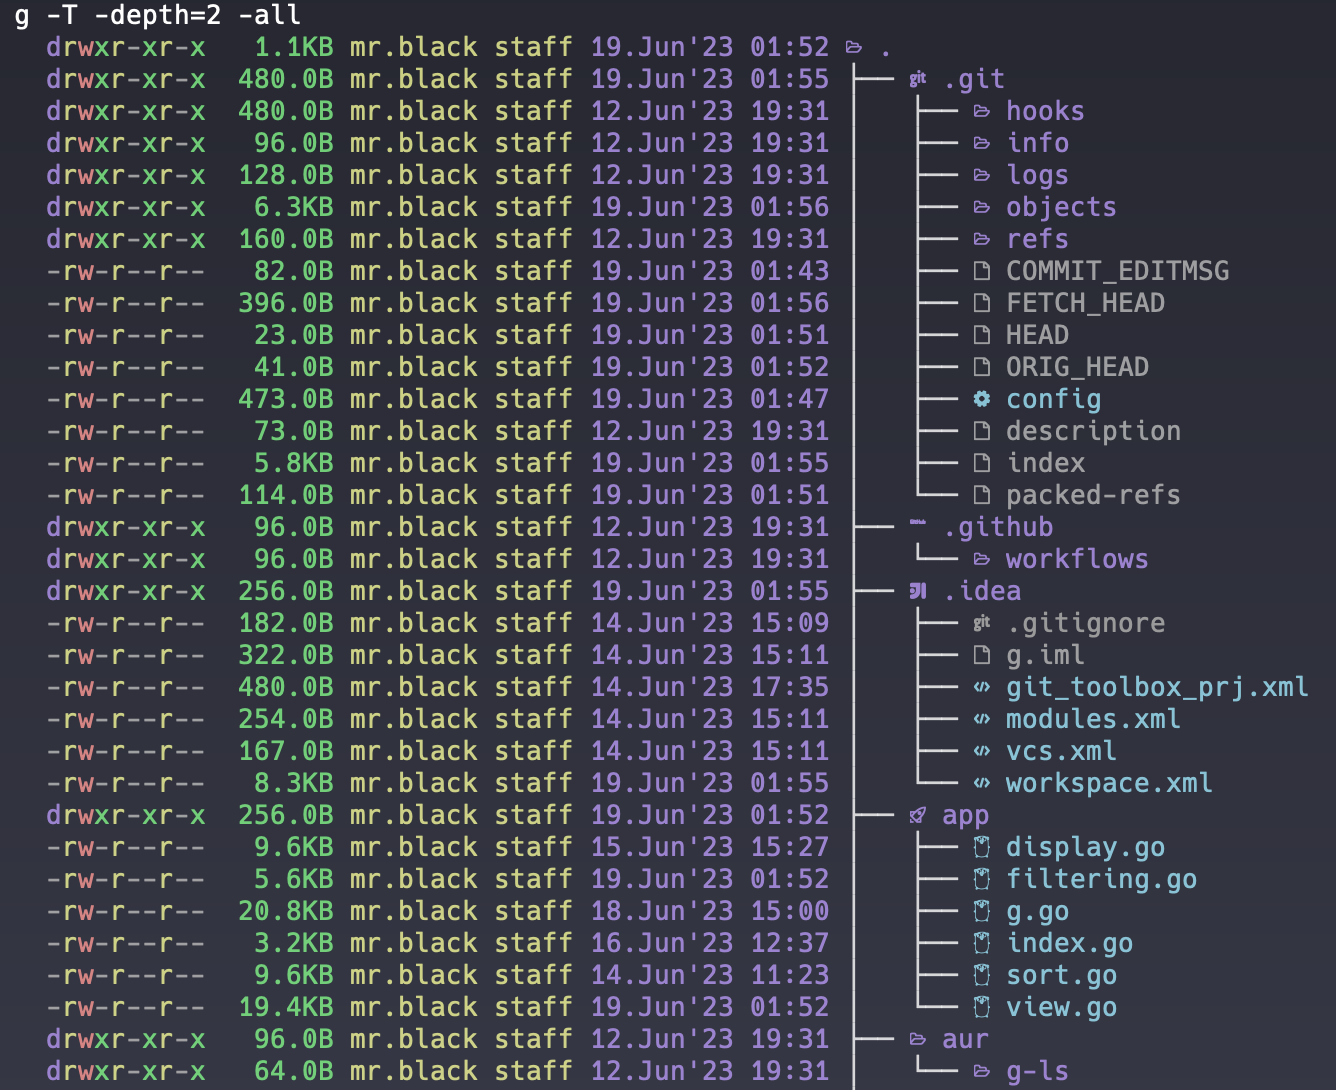 g -T -depth=2 -all
drwxr-xr-x 1.1KB mr.black staff 19.Jun'23 01:52 .
drwxr-xr-x 480.0B mr.black staff 19.Jun'23 01:55 ├── git .git
drwxr-xr-x 480.0B mr.black staff 12.Jun'23 19:31 │ ├── hooks
drwxr-xr-x 96.0B mr.black staff 12.Jun'23 19:31 │ ├── info
drwxr-xr-x 128.0B mr.black staff 12.Jun'23 19:31 │ ├── logs
drwxr-xr-x 6.3KB mr.black staff 19.Jun'23 01:56 │ ├── objects
drwxr-xr-x 160.0B mr.black staff 12.Jun'23 19:31 │ ├── refs
-rw-r--r-- 82.0B mr.black staff 19.Jun'23 01:43 │ ├── COMMIT_EDITMSG
-rw-r--r-- 396.0B mr.black staff 19.Jun'23 01:56 │ ├── FETCH_HEAD
-rw-r--r-- 23.0B mr.black staff 19.Jun'23 01:51 │ ├── HEAD
-rw-r--r-- 41.0B mr.black staff 19.Jun'23 01:52 │ ├── ORIG_HEAD
-rw-r--r-- 473.0B mr.black staff 19.Jun'23 01:47 │ ├── config
-rw-r--r-- 73.0B mr.black staff 12.Jun'23 19:31 │ ├── description
-rw-r--r-- 5.8KB mr.black staff 19.Jun'23 01:55 │ ├── index
-rw-r--r-- 114.0B mr.black staff 19.Jun'23 01:51 │ └── packed-refs
drwxr-xr-x 96.0B mr.black staff 12.Jun'23 19:31 ├── .github
drwxr-xr-x 96.0B mr.black staff 12.Jun'23 19:31 │ └── workflows
drwxr-xr-x 256.0B mr.black staff 19.Jun'23 01:55 ├── .idea
-rw-r--r-- 182.0B mr.black staff 14.Jun'23 15:09 │ ├── git .gitignore
-rw-r--r-- 322.0B mr.black staff 14.Jun'23 15:11 │ ├── g.iml
-rw-r--r-- 480.0B mr.black staff 14.Jun'23 17:35 │ ├── git_toolbox_prj.xml
-rw-r--r-- 254.0B mr.black staff 14.Jun'23 15:11 │ ├── modules.xml
-rw-r--r-- 167.0B mr.black staff 14.Jun'23 15:11 │ ├── vcs.xml
-rw-r--r-- 8.3KB mr.black staff 19.Jun'23 01:55 │ └── workspace.xml
drwxr-xr-x 256.0B mr.black staff 19.Jun'23 01:52 ├── app
-rw-r--r-- 9.6KB mr.black staff 15.Jun'23 15:27 │ ├── display.go
-rw-r--r-- 5.6KB mr.black staff 19.Jun'23 01:52 │ ├── filtering.go
-rw-r--r-- 20.8KB mr.black staff 18.Jun'23 15:00 │ ├── g.go
-rw-r--r-- 3.2KB mr.black staff 16.Jun'23 12:37 │ ├── index.go
-rw-r--r-- 9.6KB mr.black staff 14.Jun'23 11:23 │ ├── sort.go
-rw-r--r-- 19.4KB mr.black staff 19.Jun'23 01:52 │ └── view.go
drwxr-xr-x 96.0B mr.black staff 12.Jun'23 19:31 ├── aur
drwxr-xr-x 64.0B mr.black staff 12.Jun'23 19:31 │ └── g-ls